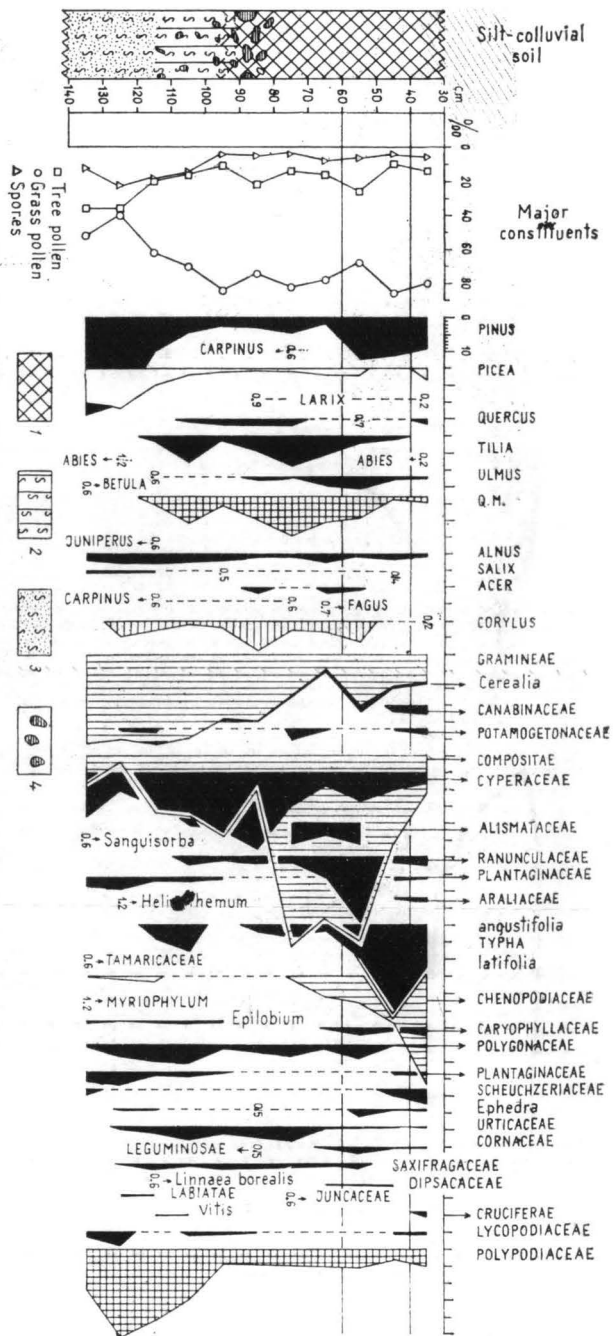 Silt-colluvial
soil
c.m
140
130
120
110
100
90
80
70
60
50
40
30
%
0
20
40
60
80
Major
constituents
□ Tree pollen
○ Grass pollen
△ Spores
0
10
PINUS
CARPINUS ← 0,6
PICEA
0,9
LARIX
0,2
QUERCUS
0,7
TILIA
ABIES ← 1,2
ABIES
0,2
ULMUS
0,6
0,6
→ BETULA
Q.M.
JUNIPERUS ← 0,6
ALNUS
SALIX
0,5
0,4
ACER
CARPINUS ← 0,6
0,6
0,7
→ FAGUS
0,2
CORYLUS
GRAMINEAE
Cerealia
CANABINACEAE
POTAMOGETONACEAE
COMPOSITAE
CYPERACEAE
ALISMATACEAE
0,6
→ Sanguisorba
RANUNCULACEAE
PLANTAGINACEAE
ARALIACEAE
1,2
angustifolia
TYPHA
latifolia
0,6
→ TAMARICACEAE
CHENOPODIACEAE
1,2
→ MYRIOPHYLUM
Epilobium
CARYOPHYLLACEAE
POLYGONACEAE
PLANTAGINACEAE
SCHEUCHZERIACEAE
0,5
Ephedra
URTICACEAE
CORNACEAE
LEGUMINOSAE ← 0,5
SAXIFRAGACEAE
0,6
→ Linnaea borealis
DIPSACACEAE
LABIATAE
0,6
→ JUNCACEAE
Vitis
CRUCIFERAE
LYCOPODIACEAE
POLYPODIACEAE
1
2
3
4